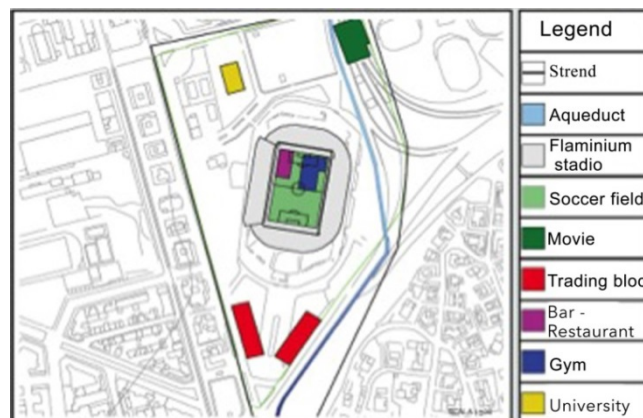 Legend
Strend
Aqueduct
Flaminium
stadio
Soccer field
Movie
Trading bloc
Bar -
Restaurant
Gym
University